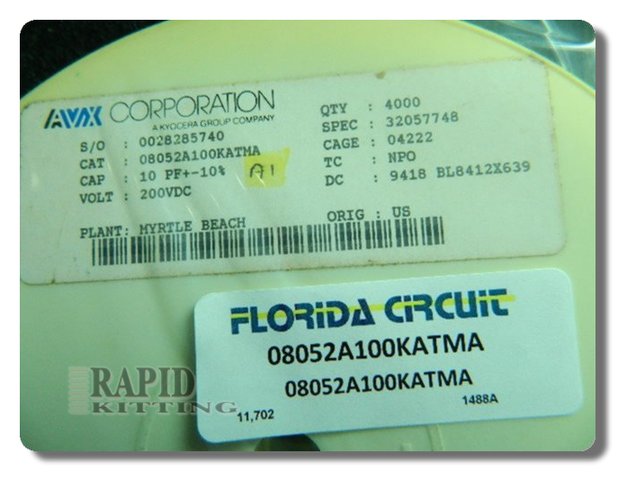 AVX CORPORATION
A KYOCERA GROUP COMPANY
S/O : 0028285740
CAT : 08052A100KATMA
CAP : 10 PF+-10%
A1
VOLT : 200VDC
PLANT: MYRTLE BEACH
QTY : 4000
SPEC : 32057748
CAGE : 04222
TC : NPO
DC : 9418 BL8412X639
ORIG : US
FLORIDA CIRCUIT
08052A100KATMA
08052A100KATMA
11,702
1488A
RAPID
KITTING